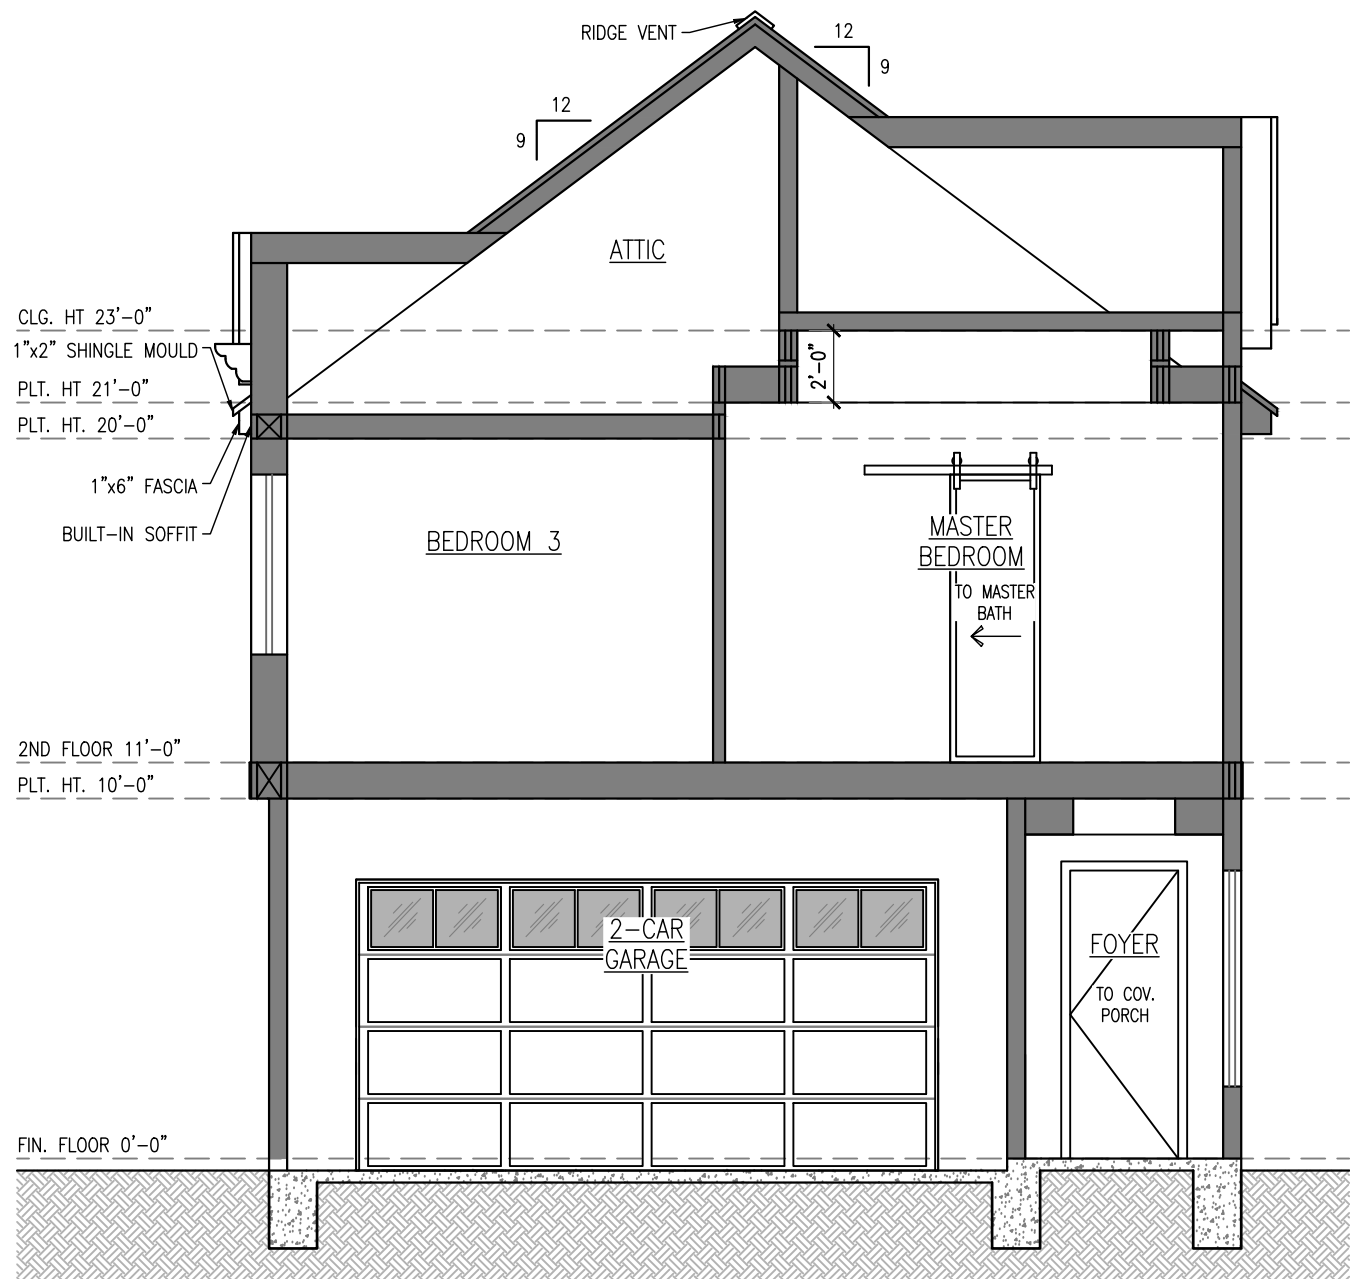 RIDGE VENT
12
9
12
9
ATTIC
CLG. HT 23'-0"
1"x2" SHINGLE MOULD
2'-0"
PLT. HT 21'-0"
PLT. HT. 20'-0"
1"x6" FASCIA
BUILT-IN SOFFIT
BEDROOM 3
MASTER
BEDROOM
TO MASTER
BATH
2ND FLOOR 11'-0"
PLT. HT. 10'-0"
2-CAR
GARAGE
FOYER
TO COV.
PORCH
FIN. FLOOR 0'-0"